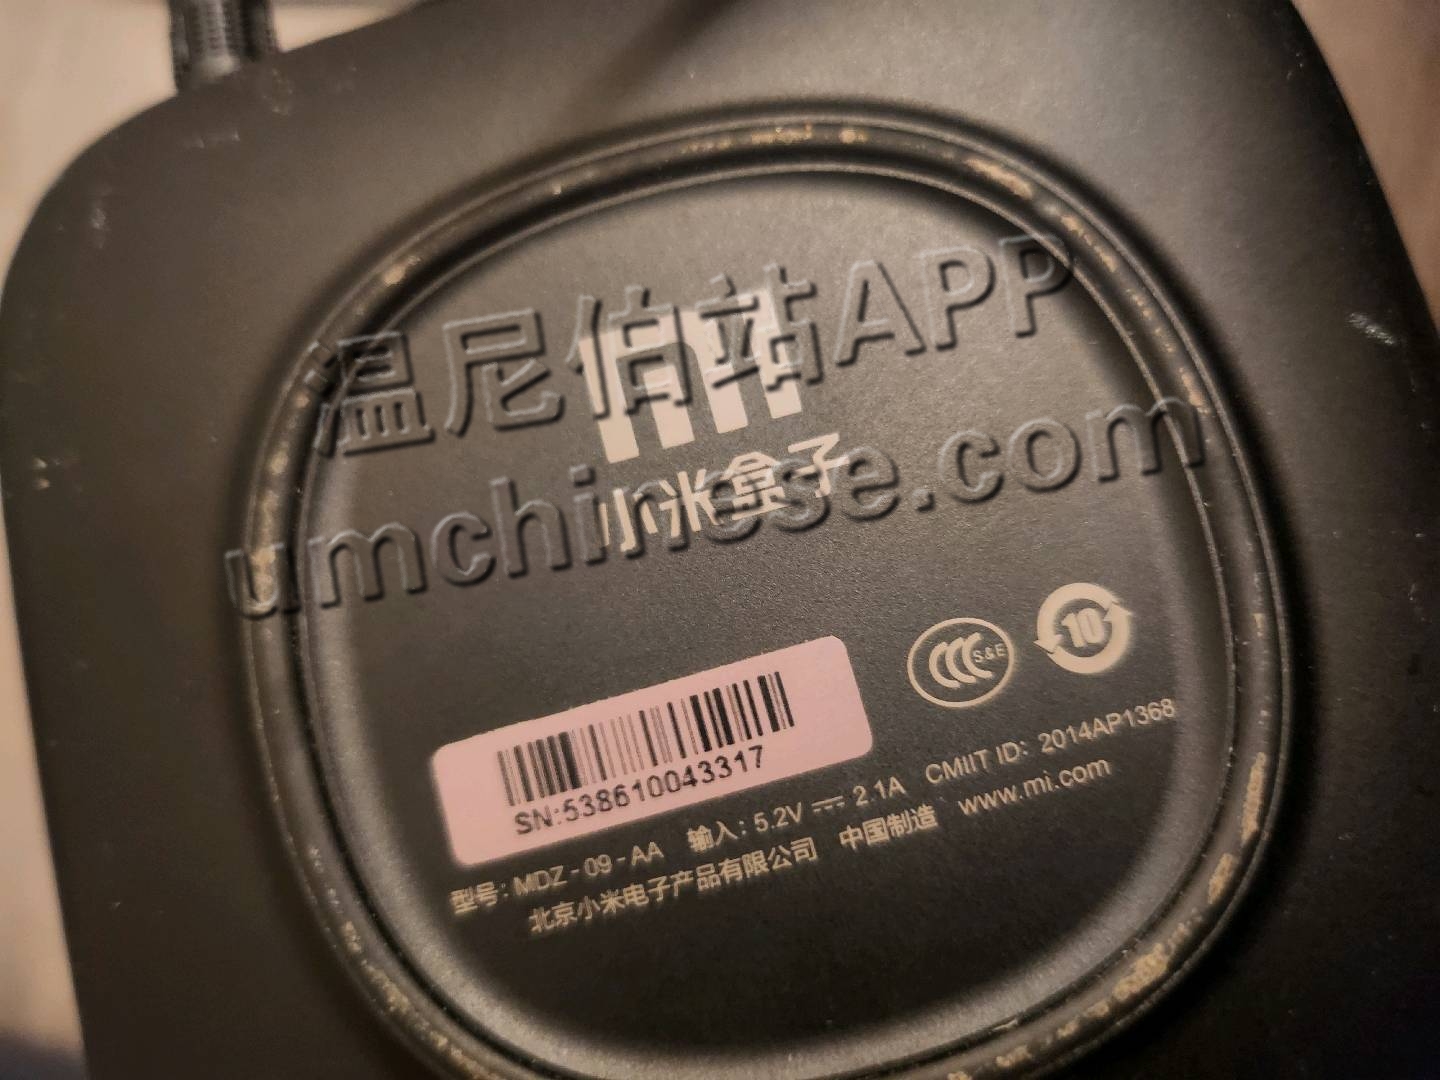 温尼伯站APP
umchinese.com
小米盒子
S&E
10
SN:538610043317
型号: MDZ-09-AA 输入: 5.2V ⎓ 2.1A CMIIT ID: 2014AP1368
北京小米电子产品有限公司 中国制造 www.mi.com